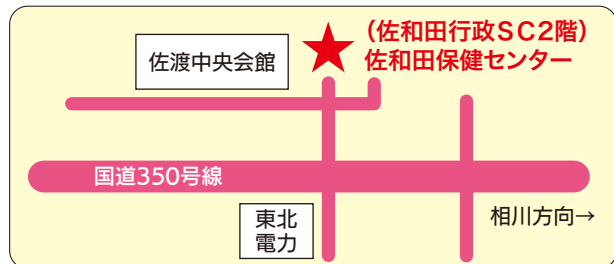 (佐和田行政SC2階)
佐渡中央会館
佐和田保健センター
国道350号線
東北
電力
相川方向→